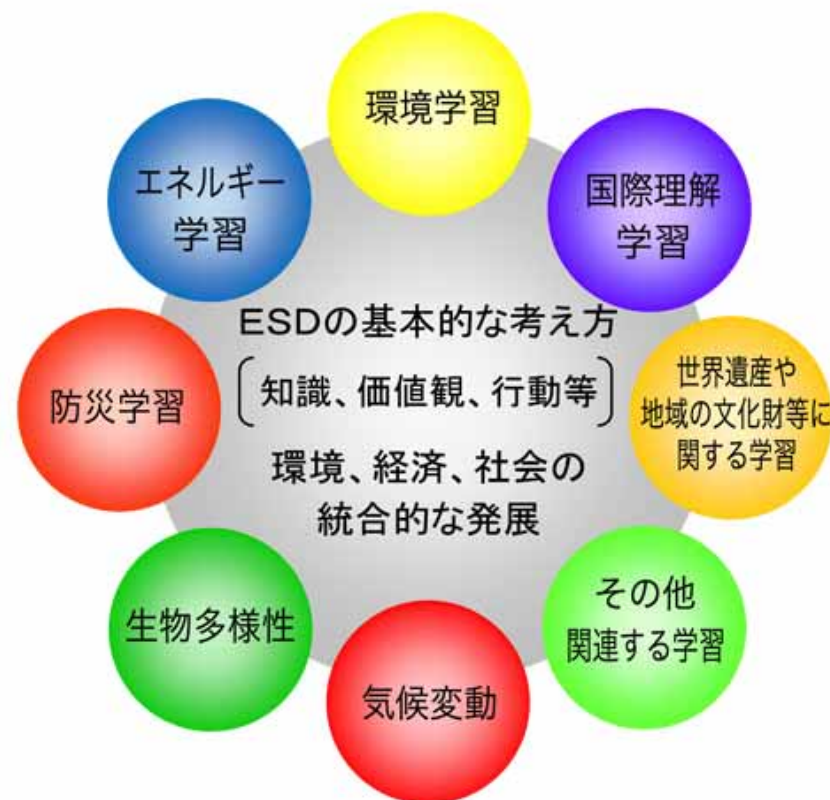 環境学習
国際理解
学習
世界遺産や
地域の文化財等に
関する学習
その他
関連する学習
気候変動
生物多様性
防災学習
エネルギー
学習
ESDの基本的な考え方
[知識、価値観、行動等]
環境、経済、社会の
統合的な発展